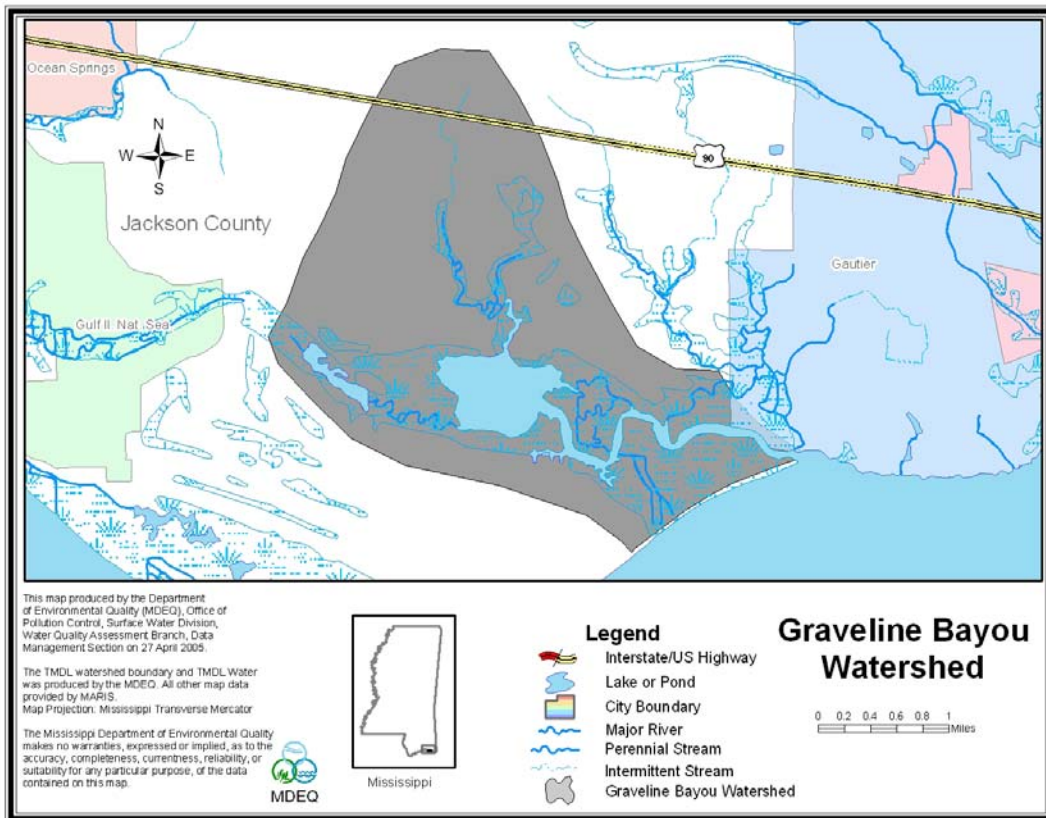 Ocean Springs
N
W E
S
90
Jackson County
Gautier
Gulf Il. Nat. Sea
This map produced by the Department
of Environmental Quality (MDEQ), Office of
Pollution Control, Surface Water Division,
Water Quality Assessment Branch, Data
Management Section on 27 April 2005.
The TMDL watershed boundary and TMDL Water
was produced by the MDEQ. All other map data
provided by MARIS.
Map Projection: Mississippi Transverse Mercator
The Mississippi Department of Environmental Quality
makes no warranties, expressed or implied, as to the
accuracy, completeness, currentness, reliability, or
suitability for any particular purpose, of the data
contained on this map.
MDEQ
Mississippi
Legend
Interstate/US Highway
Lake or Pond
City Boundary
Major River
Perennial Stream
Intermittent Stream
Graveline Bayou Watershed
Graveline Bayou
Watershed
0 0.2 0.4 0.6 0.8 1
Miles